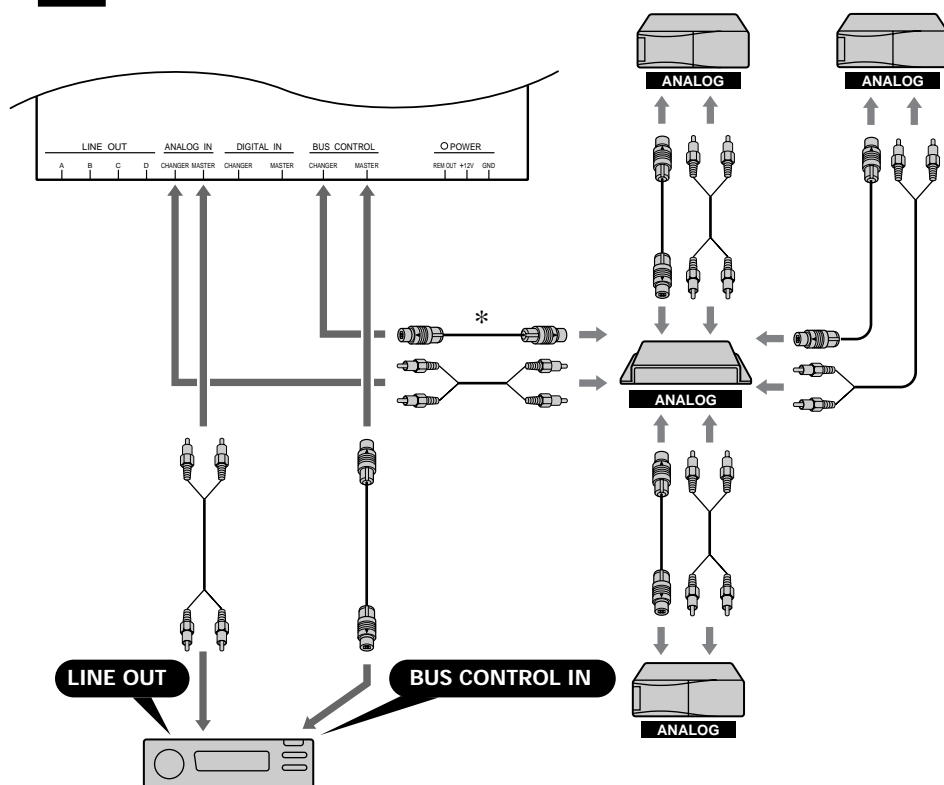 ANALOG
ANALOG
LINE OUT ANALOG IN DIGITAL IN BUS CONTROL POWER
A B C D CHANGER MASTER CHANGER MASTER CHANGER MASTER REM OUT +12V GND
*
ANALOG
LINE OUT
BUS CONTROL IN
ANALOG